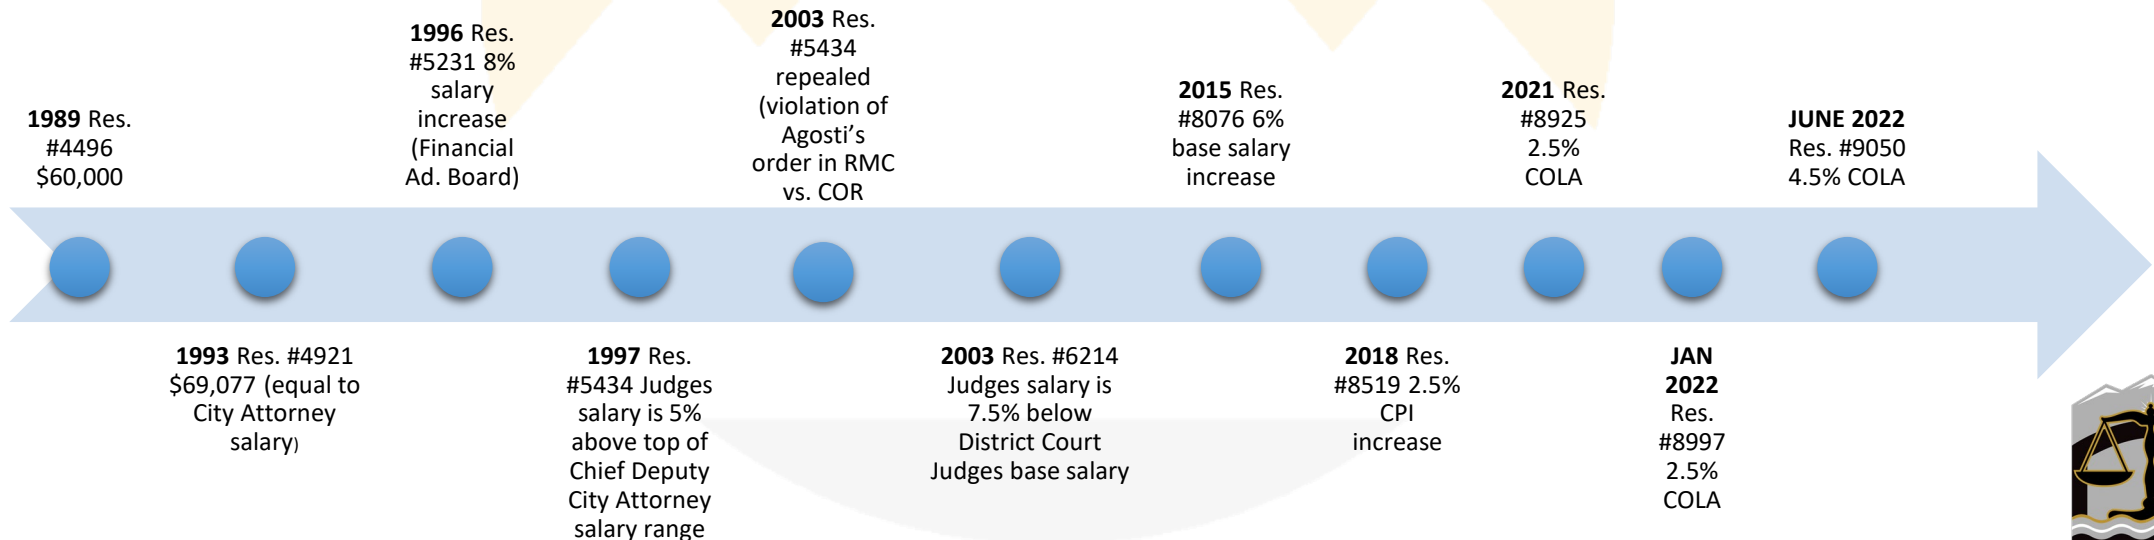 1989 Res.
#4496
$60,000
1993 Res. #4921
$69,077 (equal to
City Attorney
salary)
1996 Res.
#5231 8%
salary
increase
(Financial
Ad. Board)
1997 Res.
#5434 Judges
salary is 5%
above top of
Chief Deputy
City Attorney
salary range
2003 Res.
#5434
repealed
(violation of
Agosti’s
order in RMC
vs. COR
2003 Res. #6214
Judges salary is
7.5% below
District Court
Judges base salary
2015 Res.
#8076 6%
base salary
increase
2018 Res.
#8519 2.5%
CPI
increase
2021 Res.
#8925
2.5%
COLA
JAN
2022
Res.
#8997
2.5%
COLA
JUNE 2022
Res. #9050
4.5% COLA